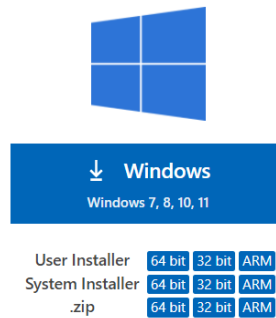 Windows
Windows 7, 8, 10, 11
User Installer 64 bit 32 bit ARM
System Installer 64 bit 32 bit ARM
.zip 64 bit 32 bit ARM